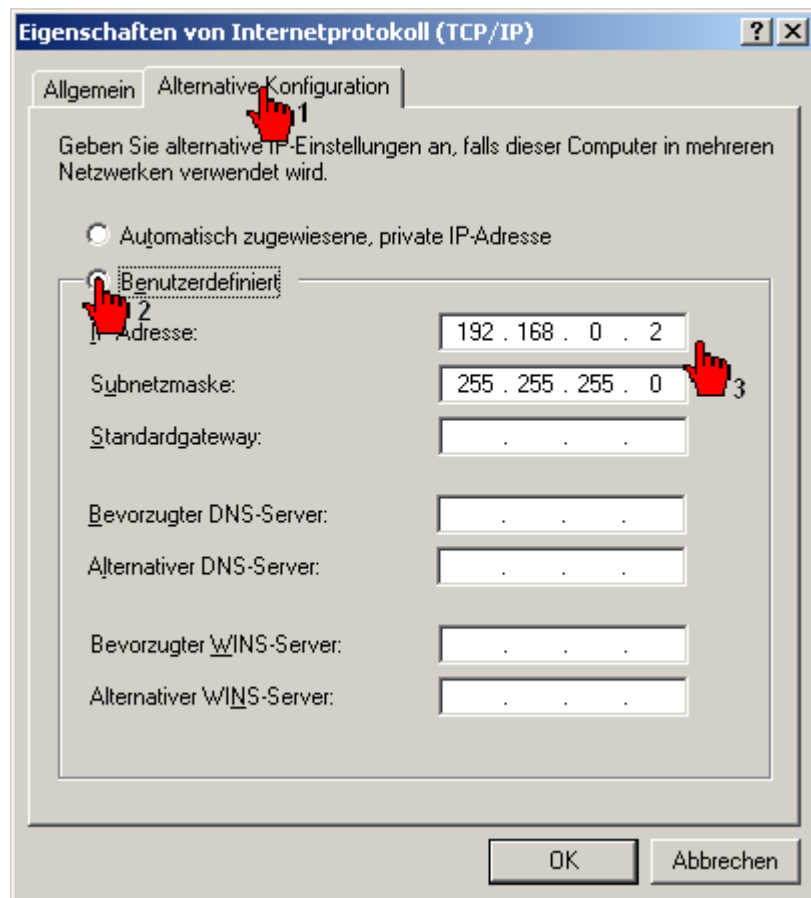 Eigenschaften von Internetprotokoll (TCP/IP)
Allgemein
Alternative Konfiguration
1
Geben Sie alternative IP-Einstellungen an, falls dieser Computer in mehreren
Netzwerken verwendet wird.
Automatisch zugewiesene, private IP-Adresse
Benutzerdefiniert
2
IP-Adresse: 192 . 168 . 0 . 2
3
Subnetzmaske: 255 . 255 . 255 . 0
Standardgateway: . . .
Bevorzugter DNS-Server: . . .
Alternativer DNS-Server: . . .
Bevorzugter WINS-Server: . . .
Alternativer WINS-Server: . . .
OK
Abbrechen